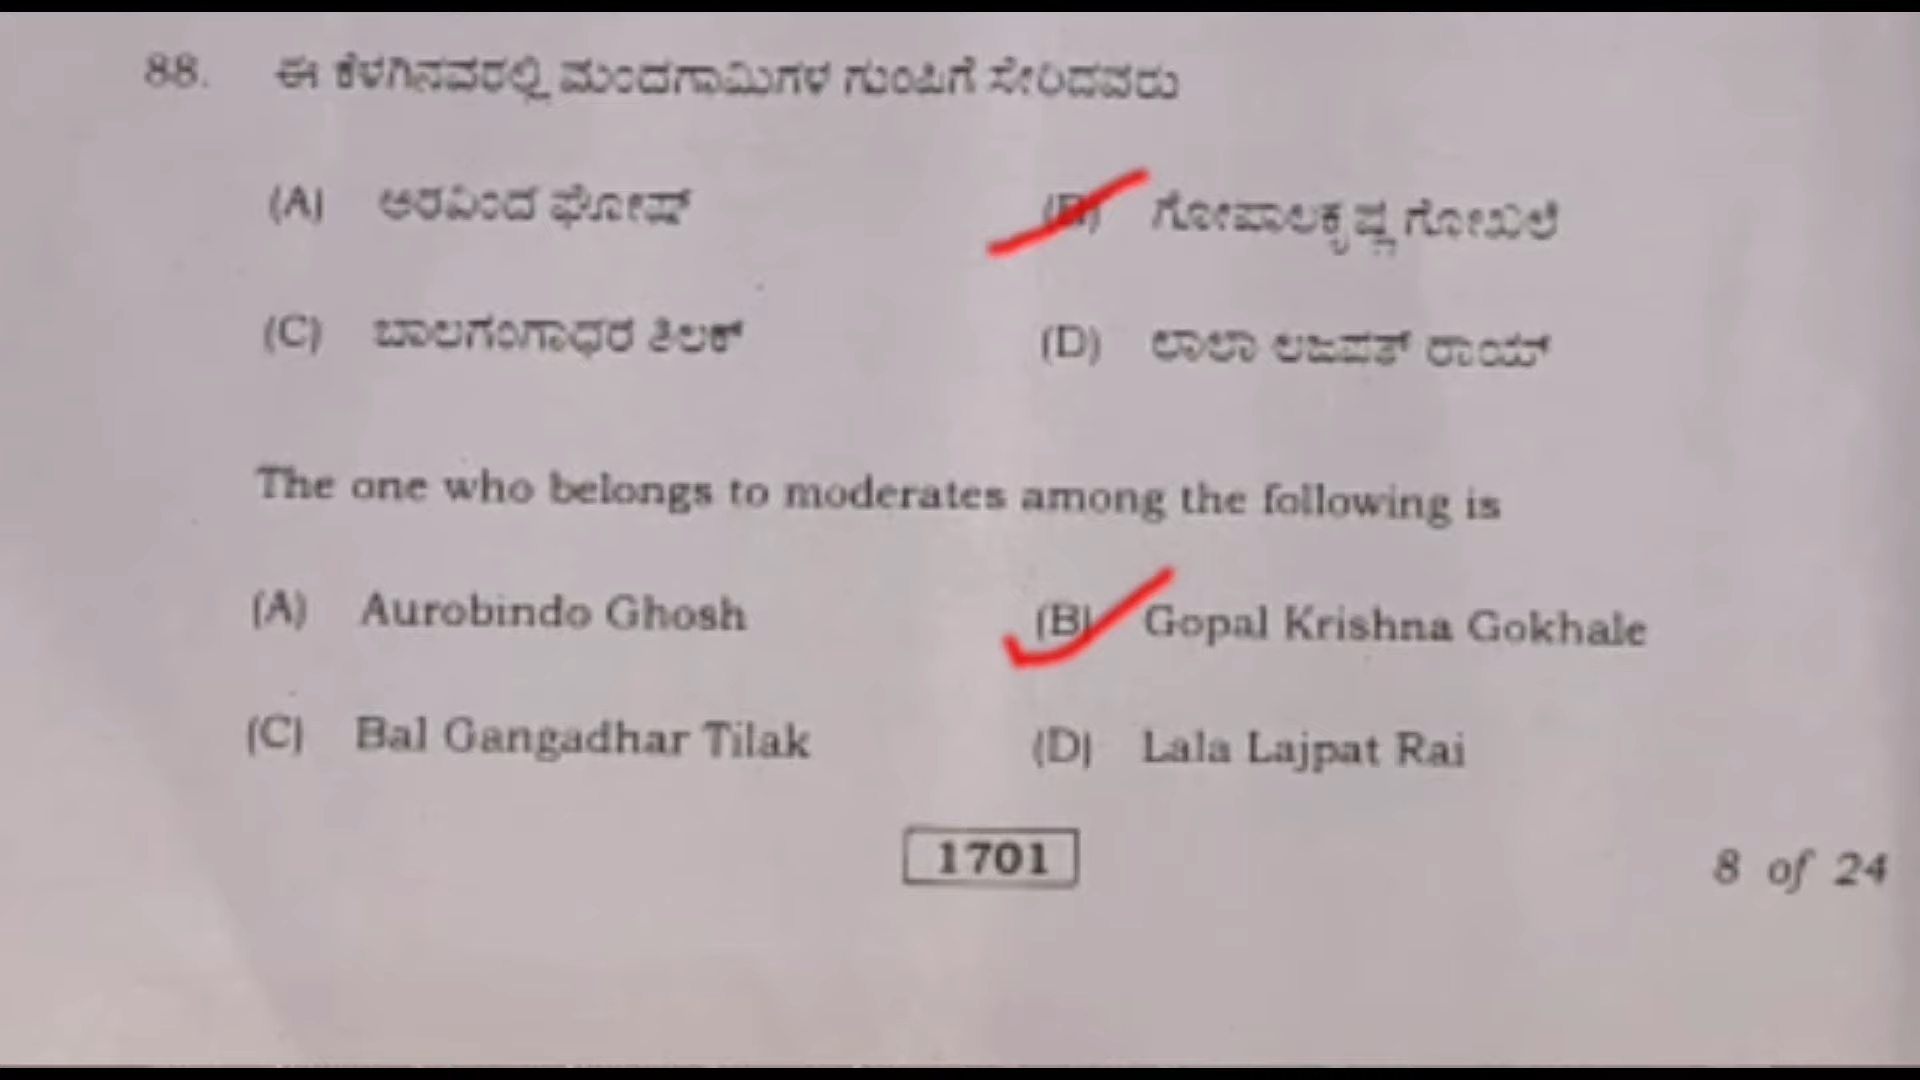 88. ಈ ಕೆಳಗಿನವರಲ್ಲಿ ಮಂದಗಾಮಿಗಳ ಗುಂಪಿಗೆ ಸೇರಿದವರು
(A) ಅರವಿಂದ ಘೋಷ್ (B) ಗೋಪಾಲಕೃಷ್ಣ ಗೋಖಲೆ
(C) ಬಾಲಗಂಗಾಧರ ತಿಲಕ್ (D) ಲಾಲಾ ಲಜಪತ್ ರಾಯ್
The one who belongs to moderates among the following is
(A) Aurobindo Ghosh (B) Gopal Krishna Gokhale
(C) Bal Gangadhar Tilak (D) Lala Lajpat Rai
1701 8 of 24